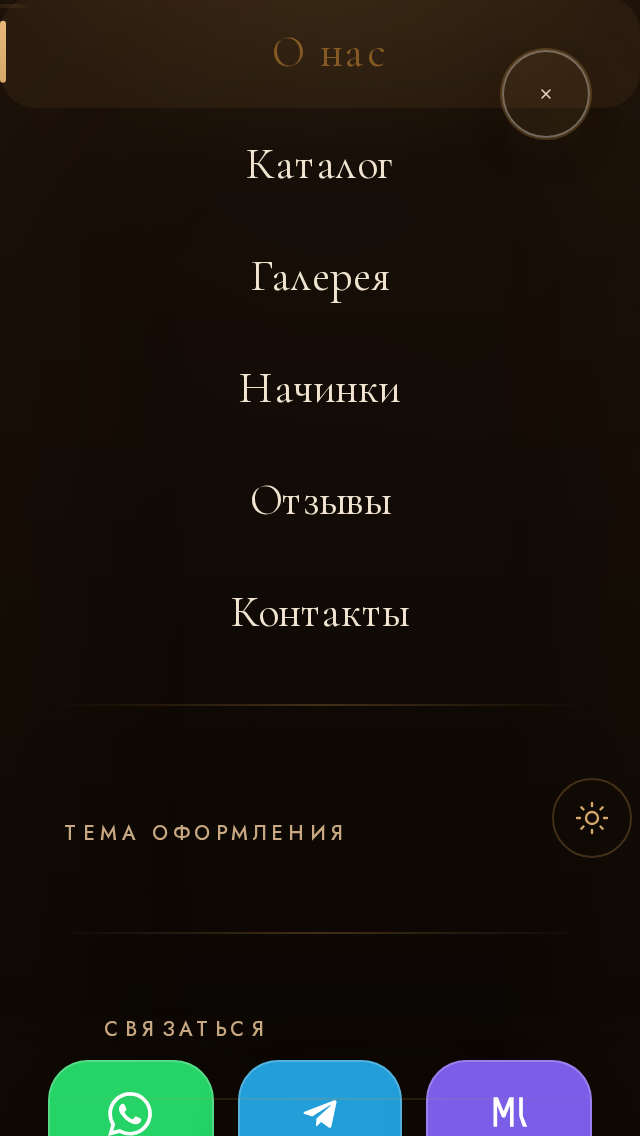 О нас
×
Каталог
Галерея
Начинки
Отзывы
Контакты
ТЕМА ОФОРМЛЕНИЯ
СВЯЗАТЬСЯ